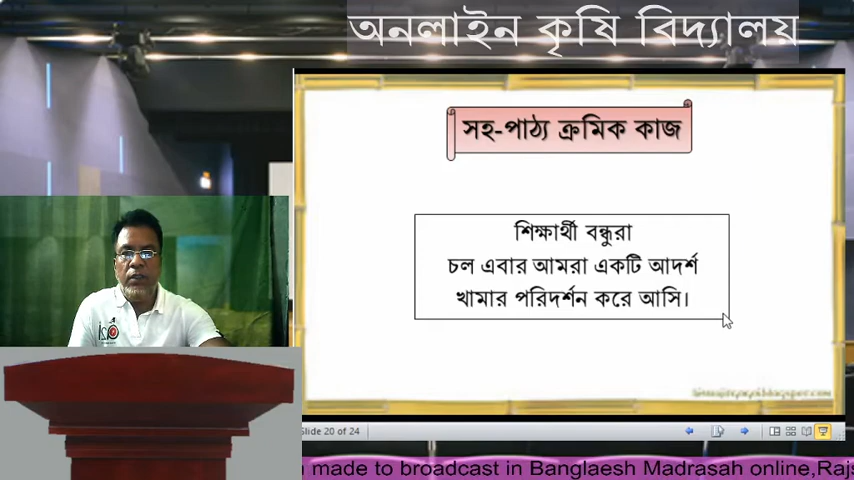 অনলাইন কৃষি বিদ্যালয়
সহ-পাঠ্য ক্রমিক কাজ
শিক্ষার্থী বন্ধুরা
চল এবার আমরা একটি আদর্শ
খামার পরিদর্শন করে আসি।
Slide 20 of 24
made to broadcast in Banglaesh Madrasah online,Rajs